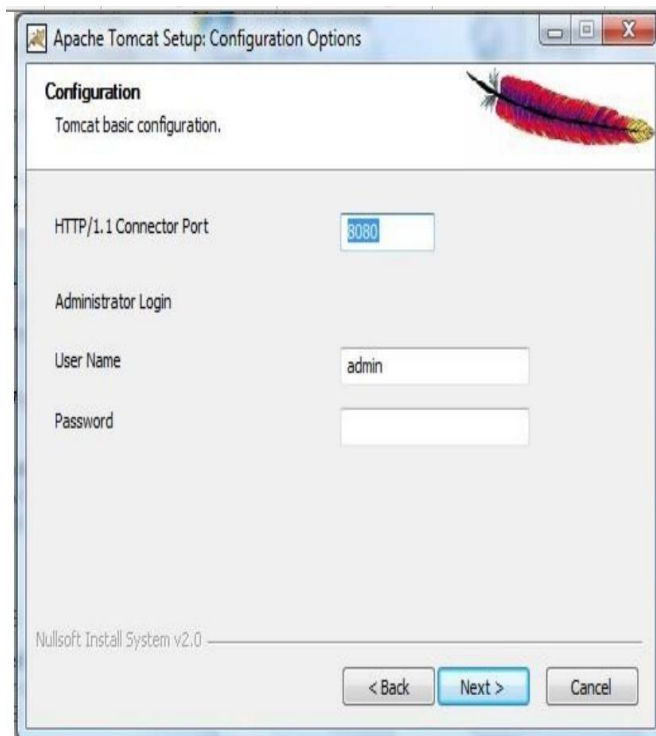 Apache Tomcat Setup: Configuration Options
Configuration
Tomcat basic configuration.
HTTP/1.1 Connector Port
8080
Administrator Login
User Name
admin
Password
Nullsoft Install System v2.0
< Back
Next >
Cancel